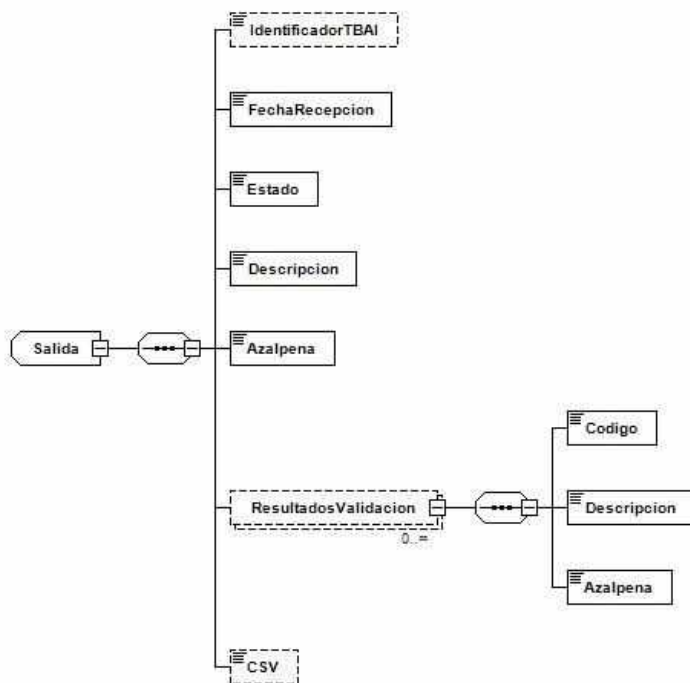 IdentificadorTBAI
FechaRecepcion
Estado
Descripcion
Salida
Azalpena
Codigo
ResultadosValidacion
Descripcion
0..∞
Azalpena
CSV